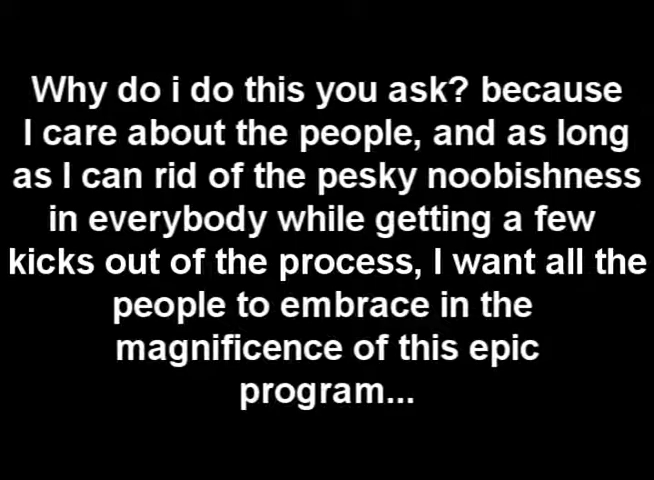 Why do i do this you ask? because
I care about the people, and as long
as I can rid of the pesky noobishness
in everybody while getting a few
kicks out of the process, I want all the
people to embrace in the
magnificence of this epic
program...